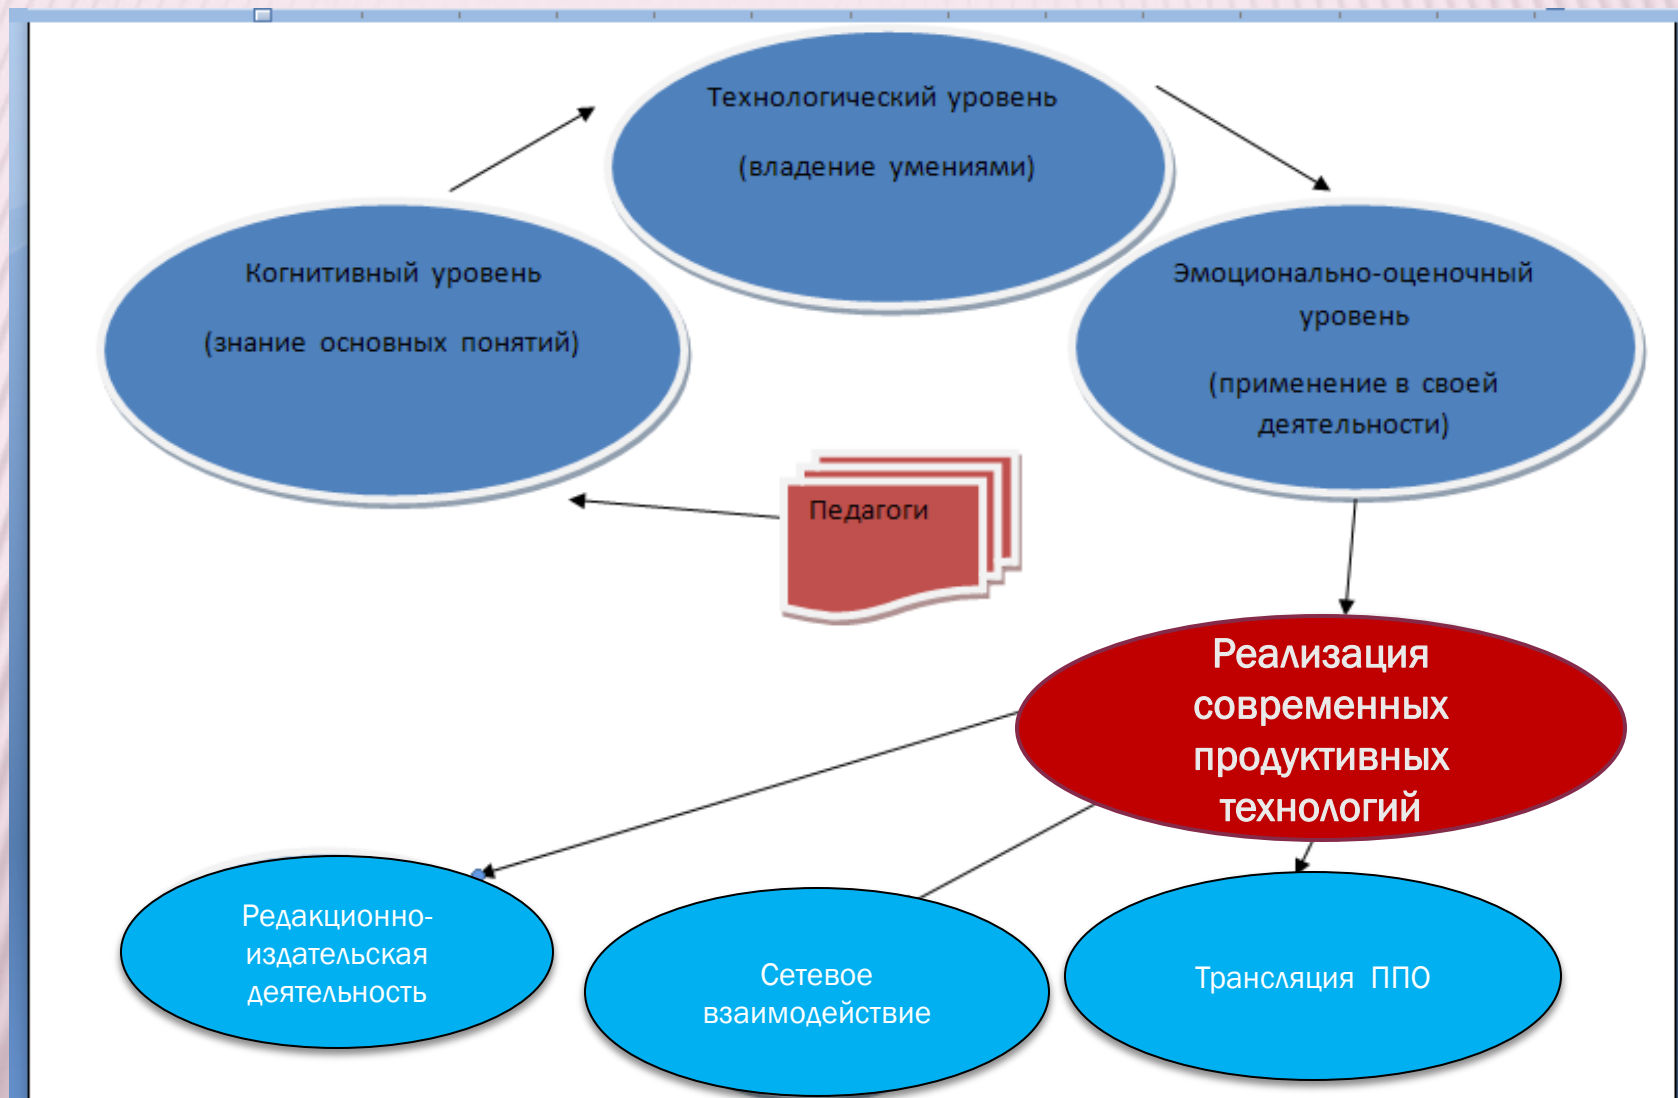 Технологический уровень
(владение умениями)
Когнитивный уровень
(знание основных понятий)
Эмоционально-оценочный
уровень
(применение в своей
деятельности)
Педагоги
Реализация
современных
продуктивных
технологий
Редакционно-
издательская
деятельность
Сетевое
взаимодействие
Трансляция ППО